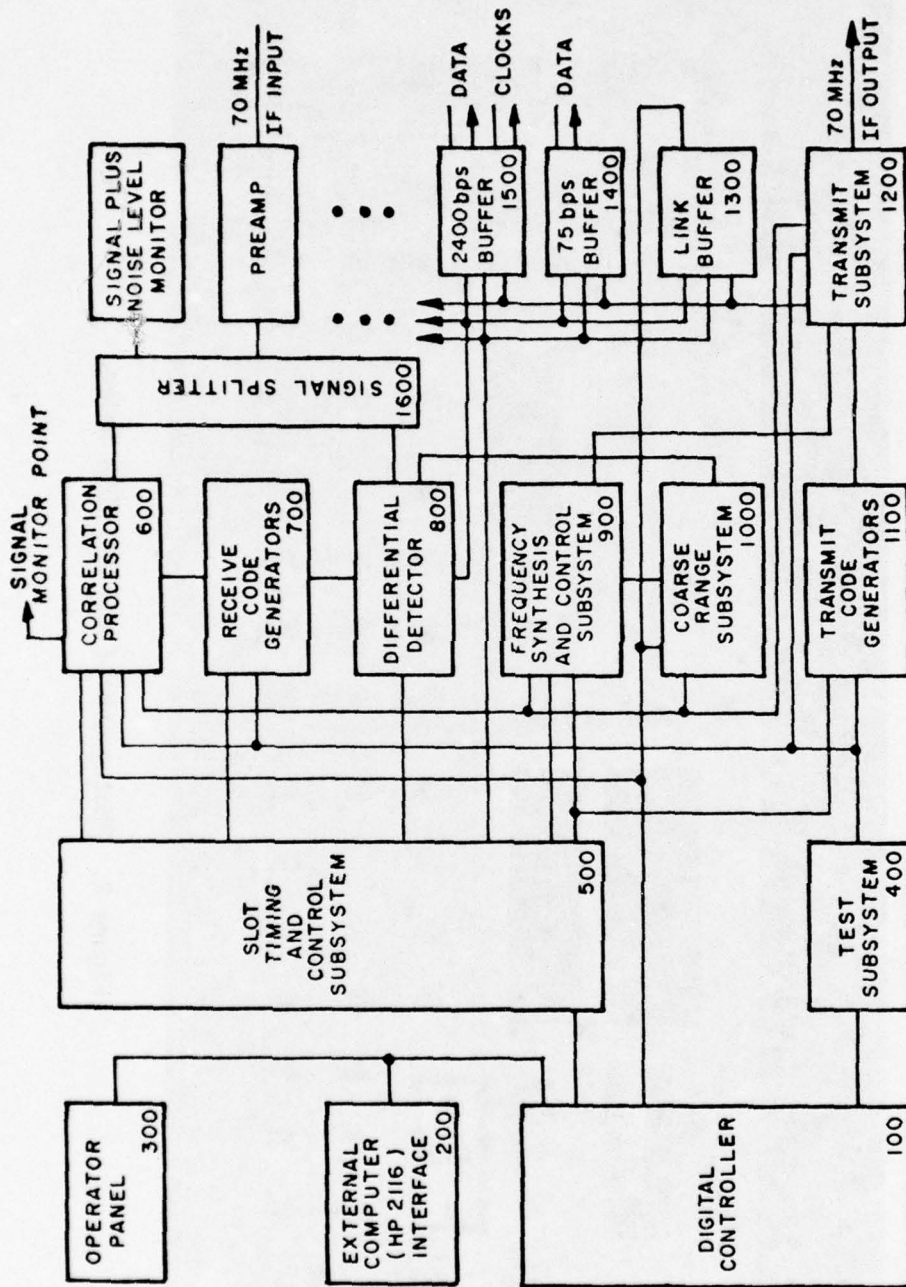 OPERATOR
PANEL
300
EXTERNAL
COMPUTER
(HP 2116)
INTERFACE
200
DIGITAL
CONTROLLER
100
SLOT
TIMING
AND
CONTROL
SUBSYSTEM
500
TEST
SUBSYSTEM
400
SIGNAL
MONITOR POINT
CORRELATION
PROCESSOR
600
RECEIVE
CODE
GENERATORS
700
DIFFERENTIAL
DETECTOR
800
FREQUENCY
SYNTHESIS
AND CONTROL
SUBSYSTEM
900
COARSE
RANGE
SUBSYSTEM
1000
TRANSMIT
CODE
GENERATORS
1100
SIGNAL SPLITTER
1600
SIGNAL PLUS
NOISE LEVEL
MONITOR
PREAMP
70 MHz
IF INPUT
2400bps
BUFFER
1500
DATA
CLOCKS
75 bps
BUFFER
1400
DATA
LINK
BUFFER
1300
TRANSMIT
SUBSYSTEM
1200
70 MHz
IF OUTPUT